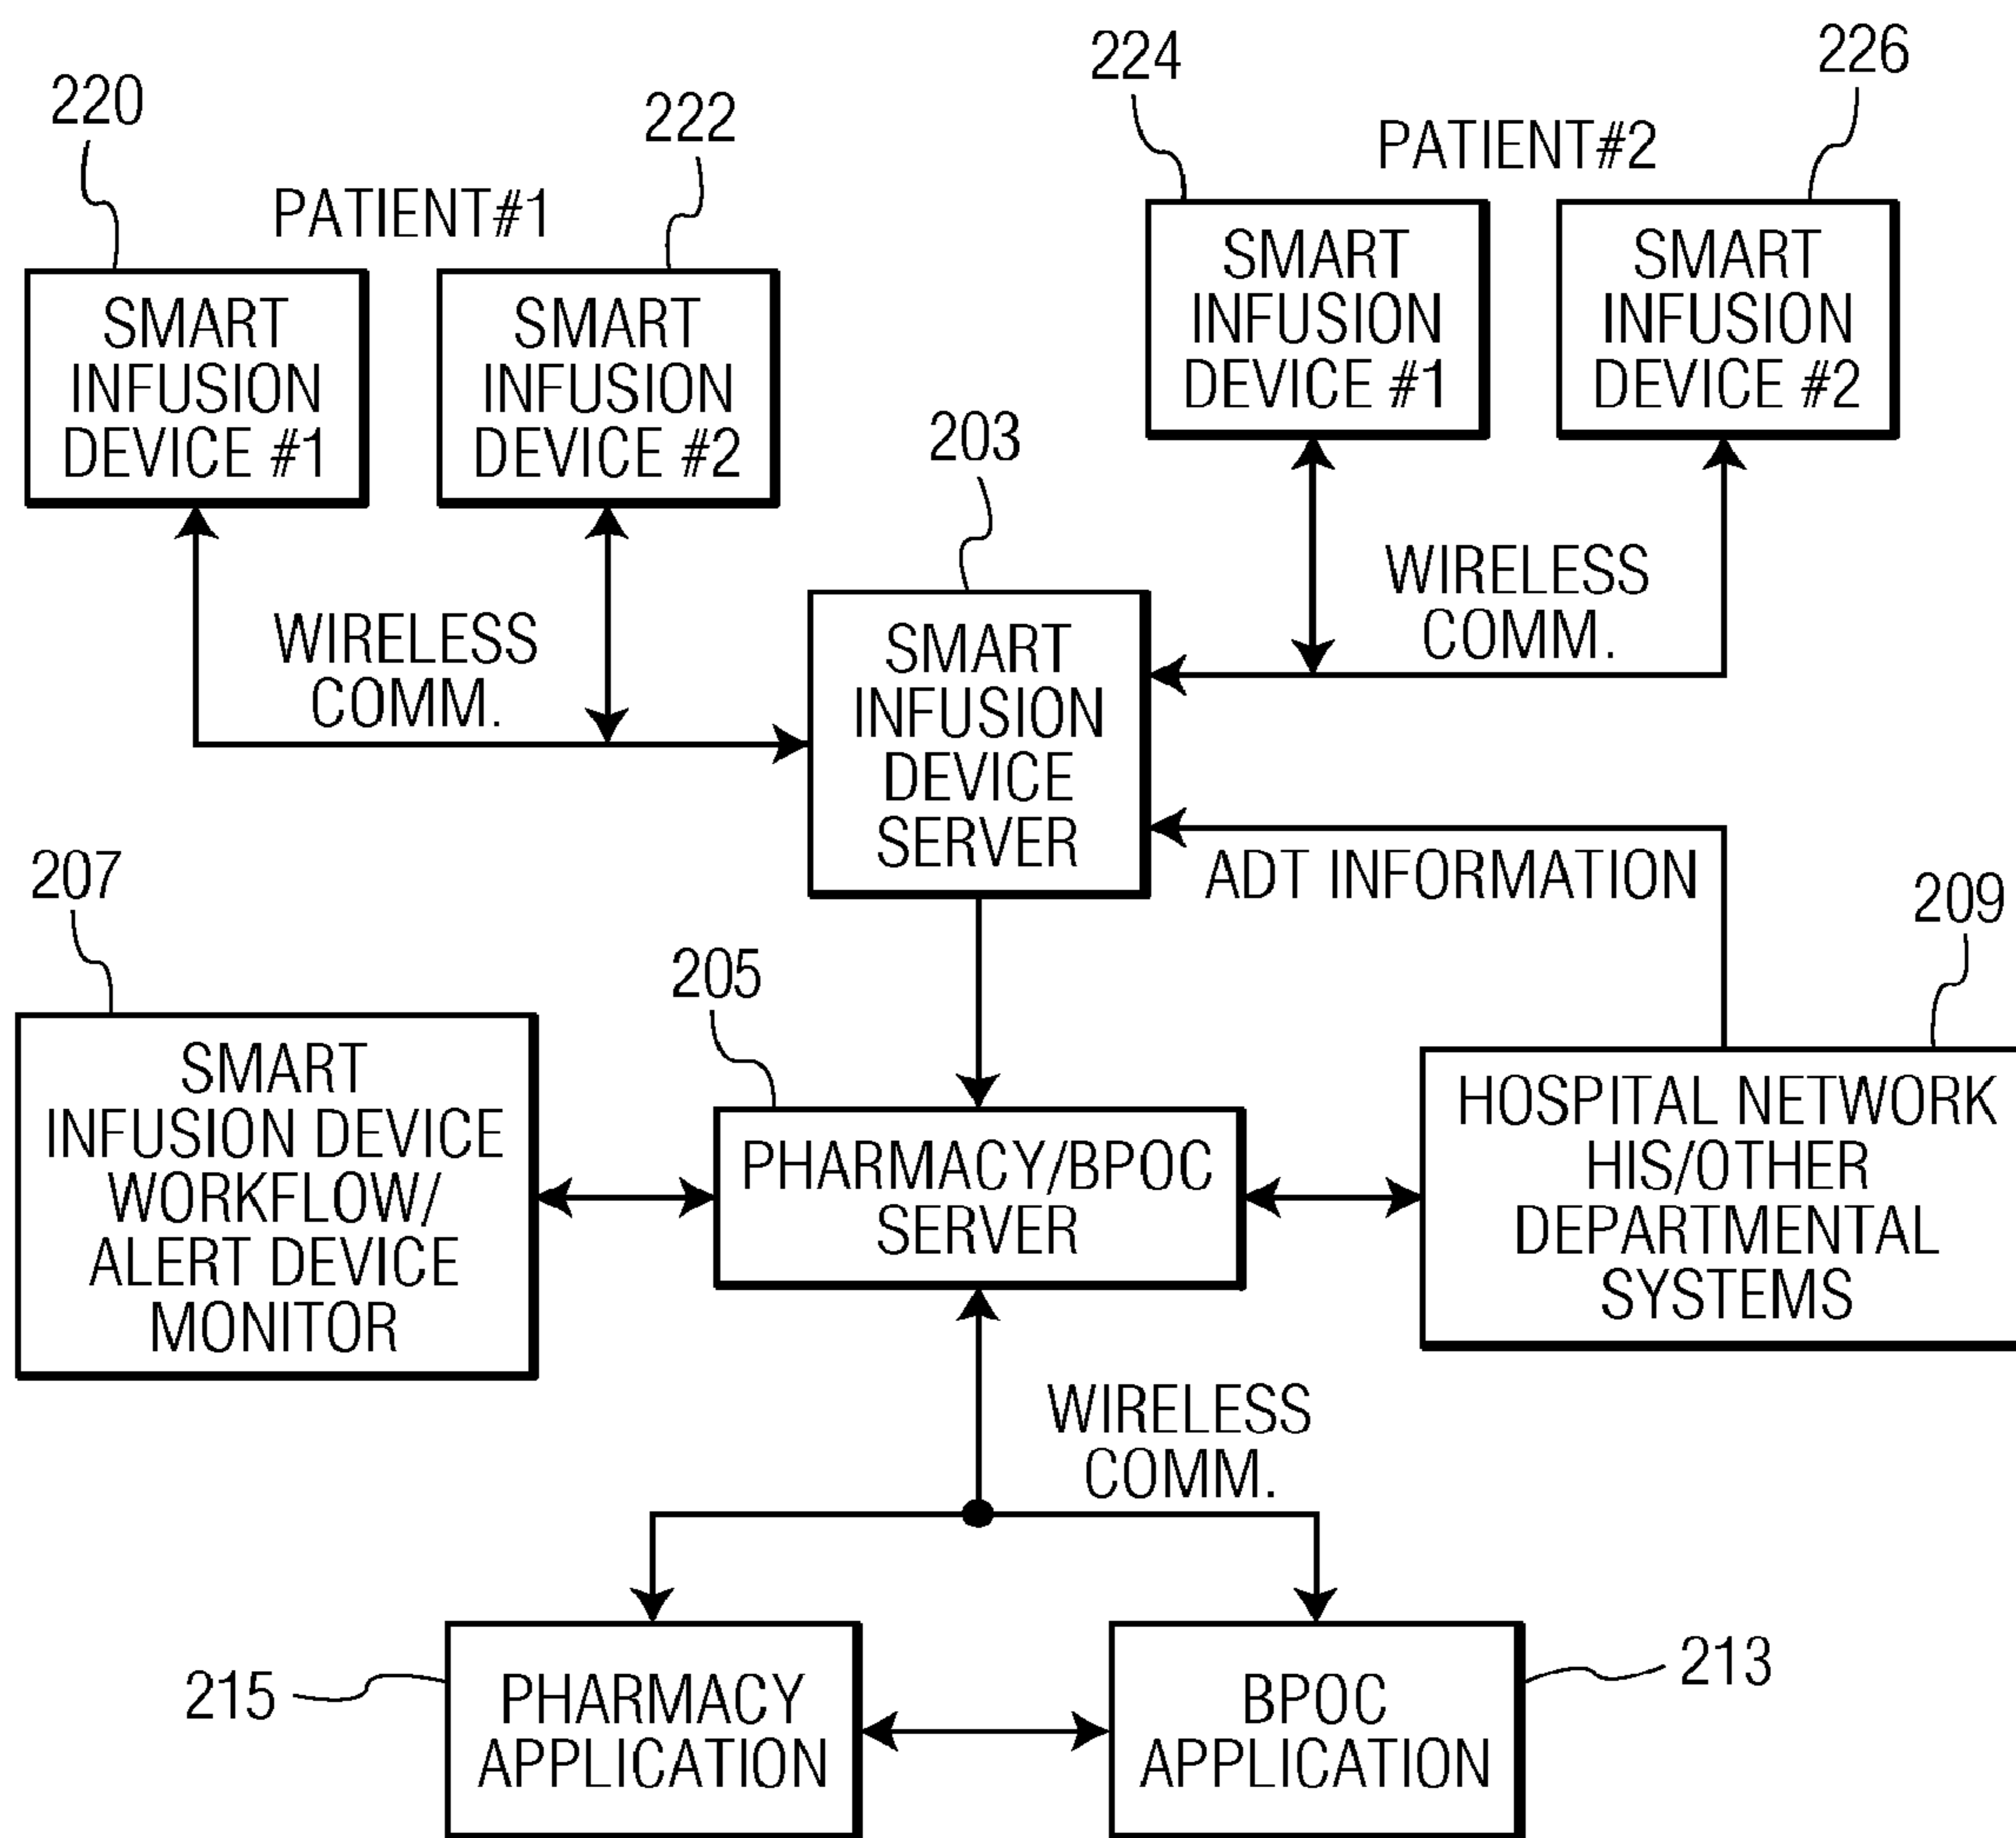 220
222
PATIENT#1
224
226
PATIENT#2
SMART
INFUSION
DEVICE #1
SMART
INFUSION
DEVICE #2
SMART
INFUSION
DEVICE #1
SMART
INFUSION
DEVICE #2
203
WIRELESS
COMM.
WIRELESS
COMM.
SMART
INFUSION
DEVICE
SERVER
ADT INFORMATION
207
205
209
SMART
INFUSION DEVICE
WORKFLOW/
ALERT DEVICE
MONITOR
PHARMACY/BPOC
SERVER
HOSPITAL NETWORK
HIS/OTHER
DEPARTMENTAL
SYSTEMS
WIRELESS
COMM.
215
PHARMACY
APPLICATION
BPOC
APPLICATION
213